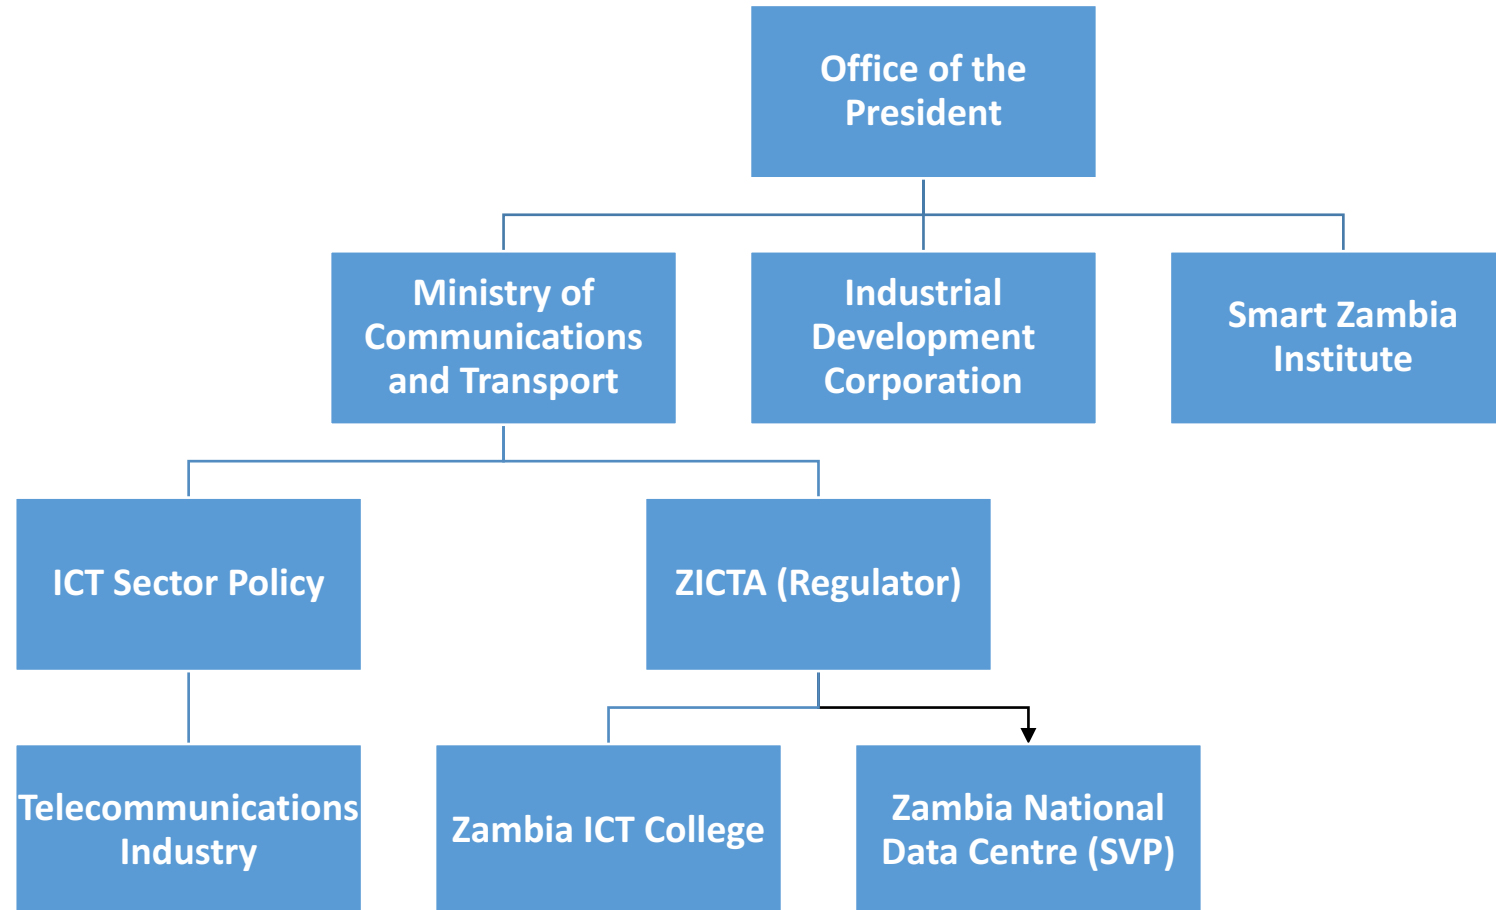 Office of the
President
Ministry of
Communications
and Transport
Industrial
Development
Corporation
Smart Zambia
Institute
ICT Sector Policy
ZICTA (Regulator)
Telecommunications
Industry
Zambia ICT College
Zambia National
Data Centre (SVP)